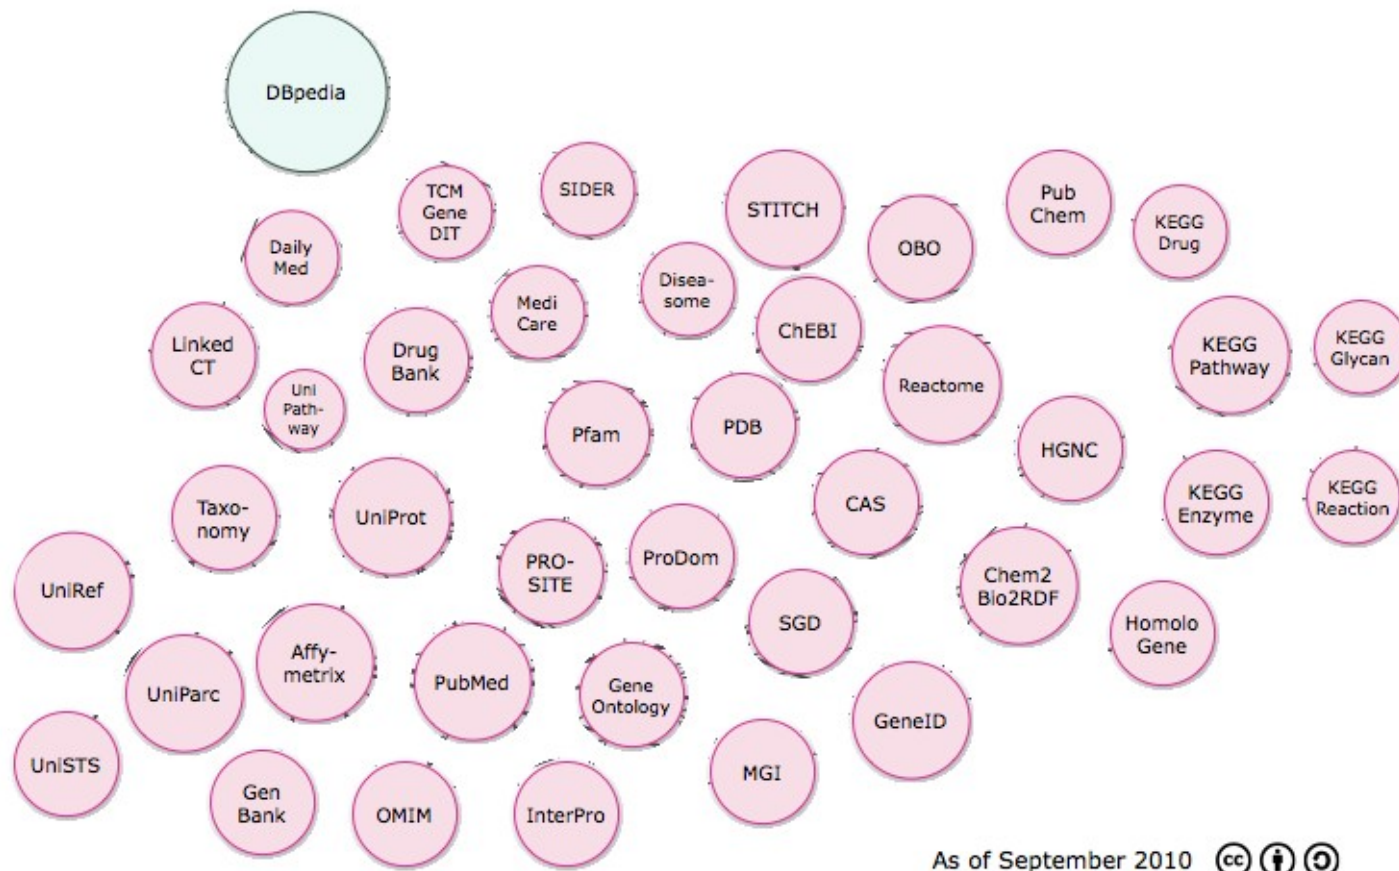 DBpedia
TCM
Gene
DIT
SIDER
STITCH
Pub
Chem
KEGG
Drug
OBO
Daily
Med
Disea-
some
Medi
Care
ChEBI
Linked
CT
Drug
Bank
KEGG
Pathway
KEGG
Glycan
Reactome
Uni
Path-
way
Pfam
PDB
HGNC
Taxo-
nomy
UniProt
CAS
KEGG
Enzyme
KEGG
Reaction
UniRef
PRO-
SITE
ProDom
Chem2
Bio2RDF
SGD
Homolo
Gene
Affy-
metrix
UniParc
PubMed
Gene
Ontology
GeneID
UniSTS
MGI
Gen
Bank
OMIM
InterPro
As of September 2010
cc